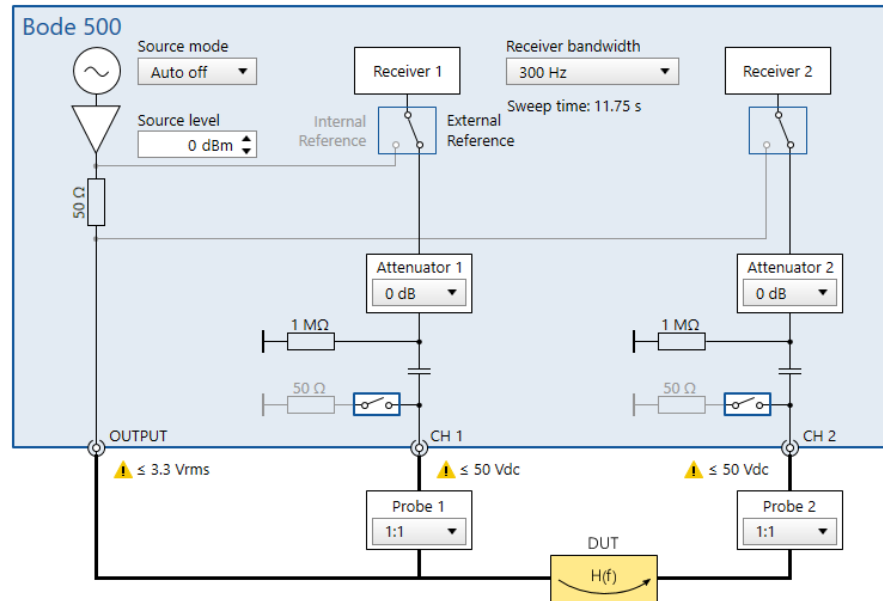 Bode 500
Source mode
Auto off
Source level
0 dBm
50 Ω
Receiver 1
Internal
Reference
External
Reference
Receiver bandwidth
300 Hz
Sweep time: 11.75 s
Receiver 2
Attenuator 1
0 dB
Attenuator 2
0 dB
1 MΩ
1 MΩ
50 Ω
50 Ω
OUTPUT
CH 1
CH 2
≤ 3.3 Vrms
≤ 50 Vdc
≤ 50 Vdc
Probe 1
1:1
Probe 2
1:1
DUT
H(f)